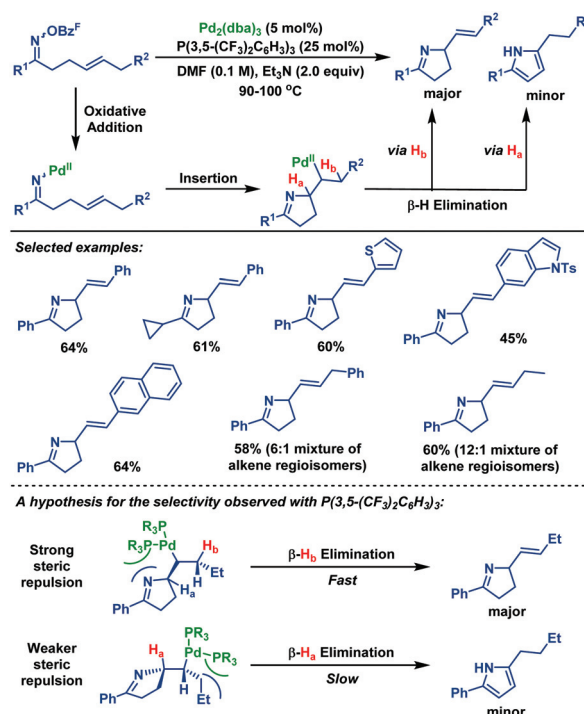 N OBzF
R1 R2
Pd2(dba)3 (5 mol%)
P(3,5-(CF3)2C6H3)3 (25 mol%)
DMF (0.1 M), Et3N (2.0 equiv)
90-100 °C
R2
N
R1
major
HN
R1
minor
Oxidative
Addition
via Hb
via Ha
PdII
N
R1 R2
Insertion
PdII Hb R2
Ha
N
R1
β-H Elimination
Selected examples:
N Ph
Ph
64%
N Ph
61%
N S
Ph
60%
N NTs
Ph
45%
N
Ph
64%
N Ph
Ph
58% (6:1 mixture of
alkene regioisomers)
N
Ph
60% (12:1 mixture of
alkene regioisomers)
A hypothesis for the selectivity observed with P(3,5-(CF3)2C6H3)3:
Strong
steric
repulsion
R3P
R3P Pd Hb
Et
H
N Ha
Ph
β-Hb Elimination
Fast
Et
N
Ph
major
Weaker
steric
repulsion
PR3
Ha Pd PR3
N H Et
Ph
β-Ha Elimination
Slow
Et
HN
Ph
minor